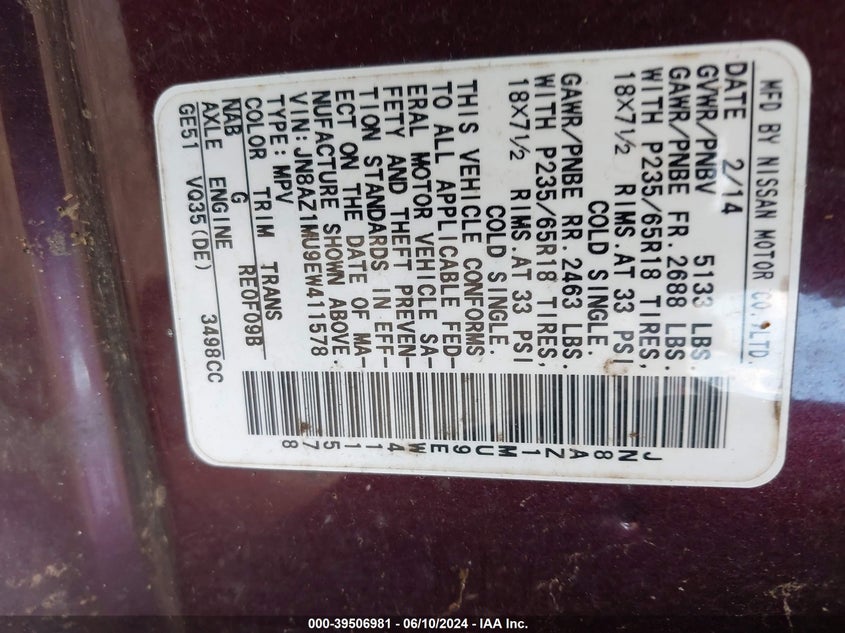 MFD BY NISSAN MOTOR CO.,LTD.
DATE 2/14
GVWR/PNBV 5133 LBS.
GAWR/PNBE FR. 2688 LBS.
WITH P235/65R18 TIRES,
18X7½ RIMS.AT 33 PSI
COLD SINGLE.
GAWR/PNBE RR. 2463 LBS.
WITH P235/65R18 TIRES,
18X7½ RIMS.AT 33 PSI
COLD SINGLE.
THIS VEHICLE CONFORMS
TO ALL APPLICABLE FED-
ERAL MOTOR VEHICLE SA-
FETY AND THEFT PREVEN-
TION STANDARDS IN EFF-
ECT ON THE DATE OF MA-
NUFACTURE SHOWN ABOVE
VIN:JN8AZ1MU9EW411578
TYPE:MPV
COLOR TRIM TRANS
NAB G RE0F09B
AXLE ENGINE
GE51 VQ35(DE) 3498CC
JN8AZ1MU9EW411578
000-39506981 - 06/10/2024 - IAA Inc.